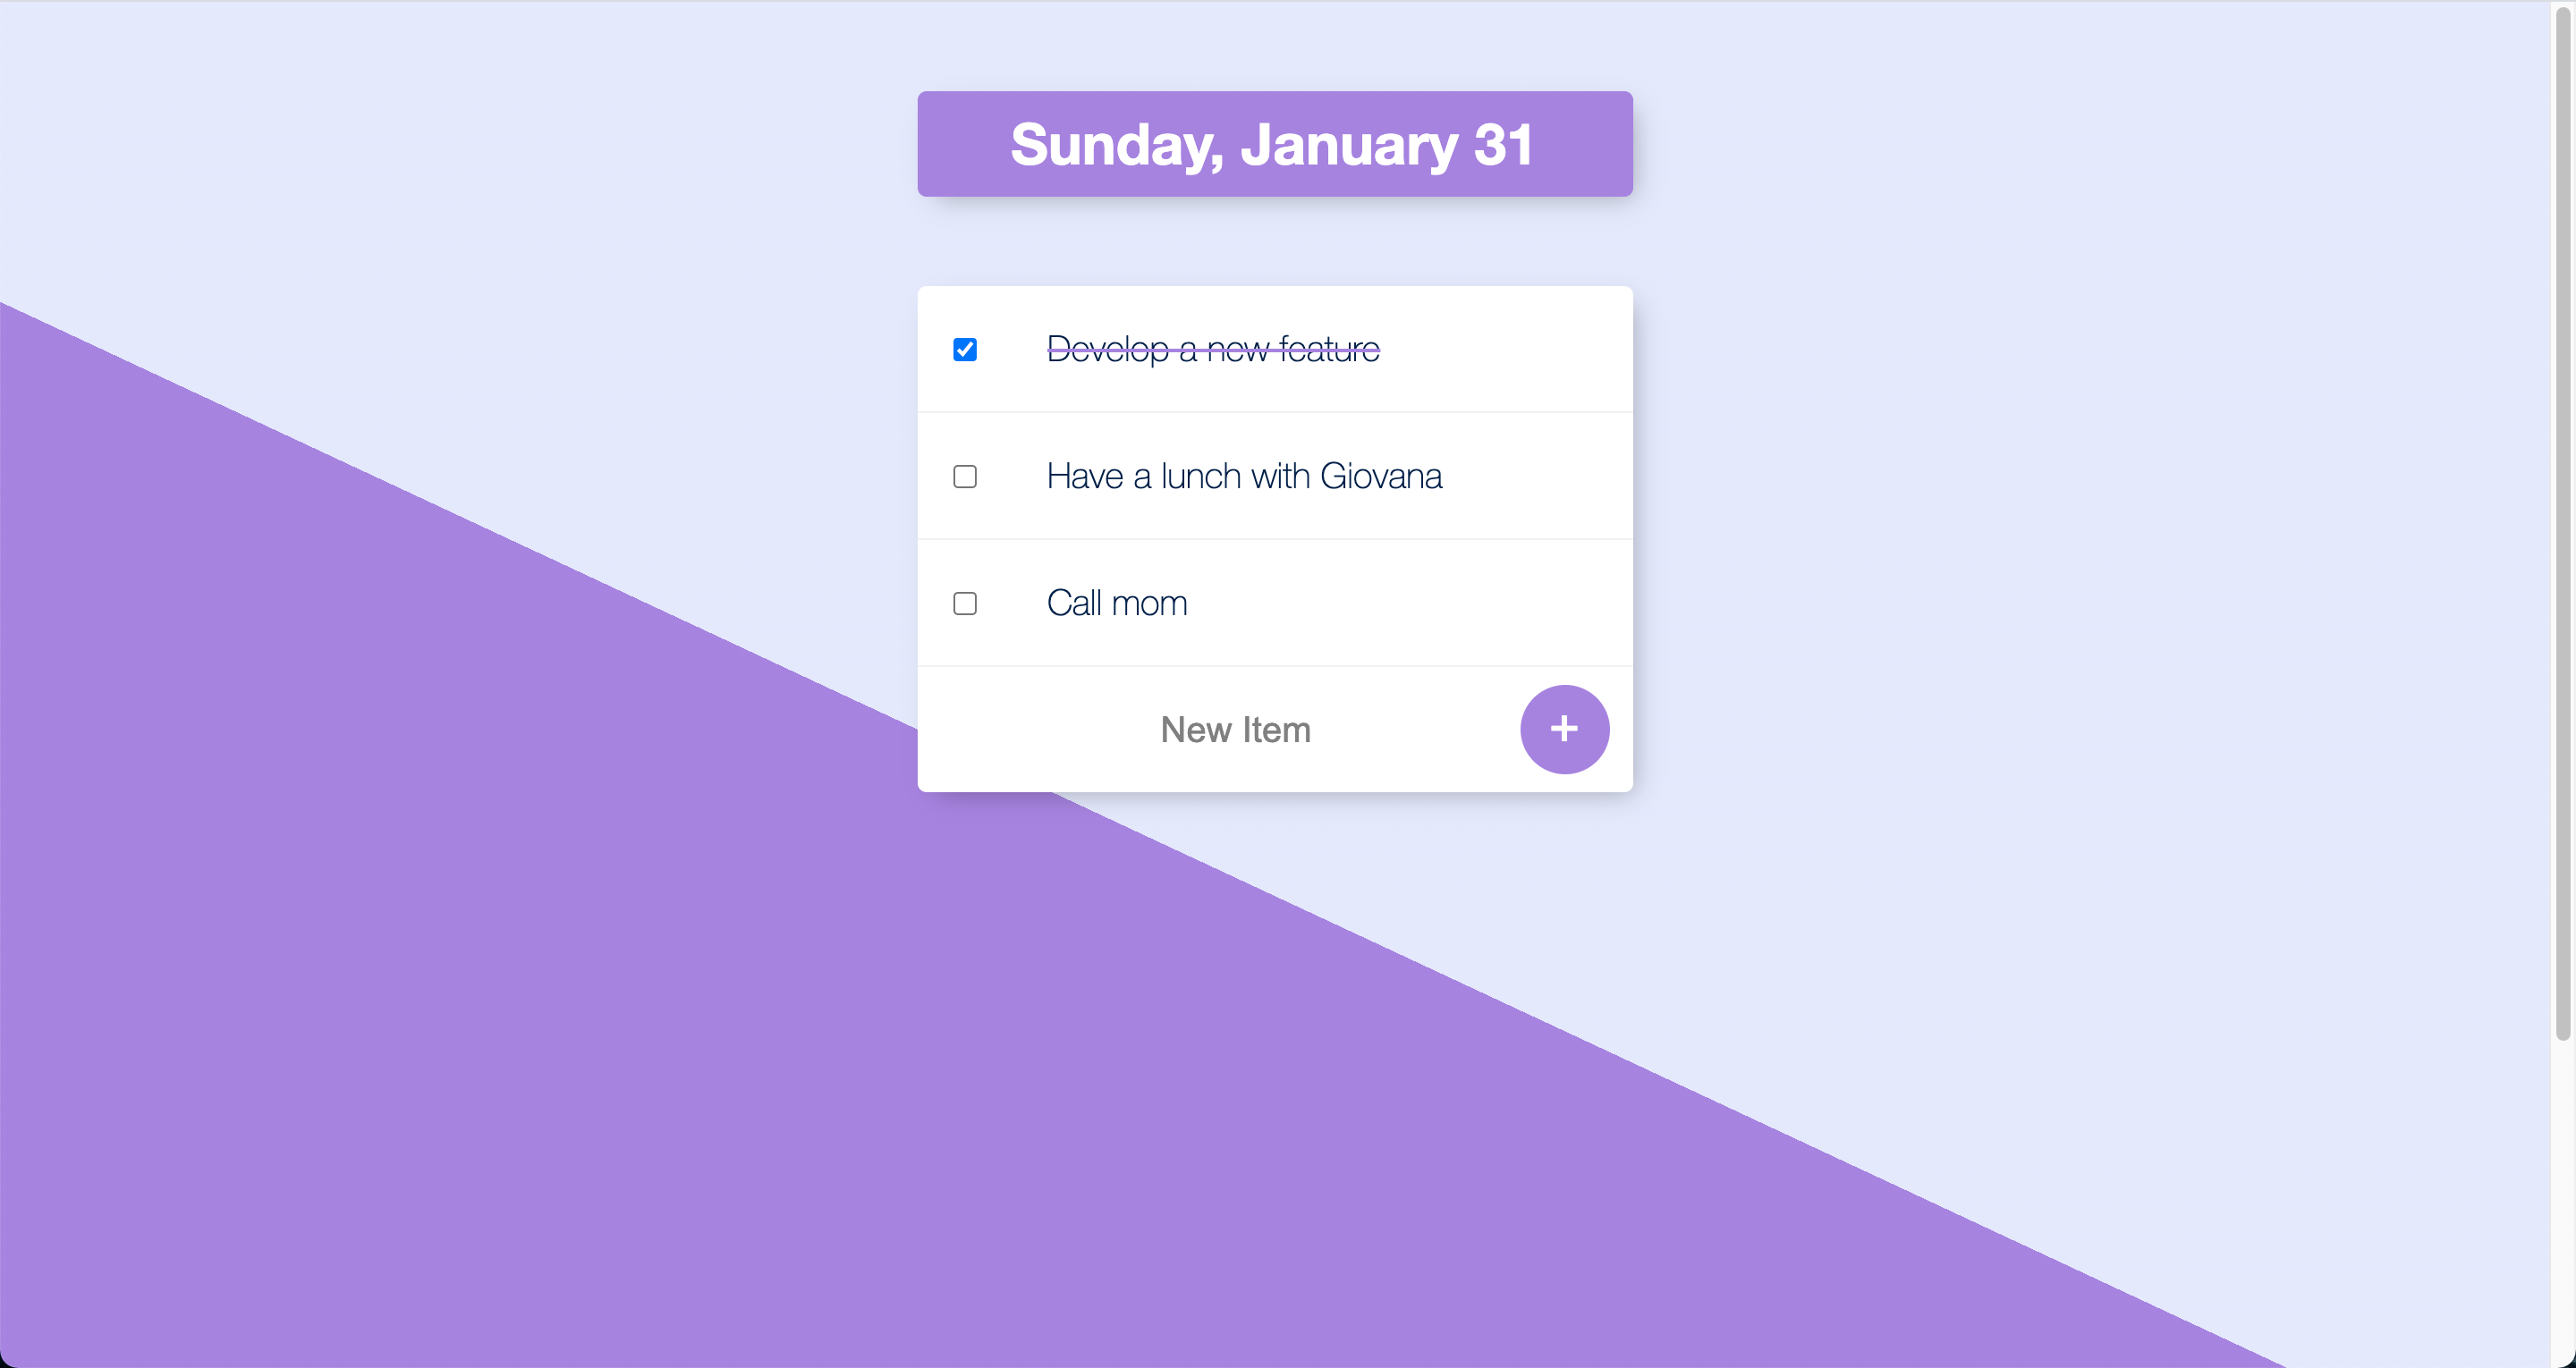 Sunday, January 31
Develop a new feature
Have a lunch with Giovana
Call mom
New Item
+